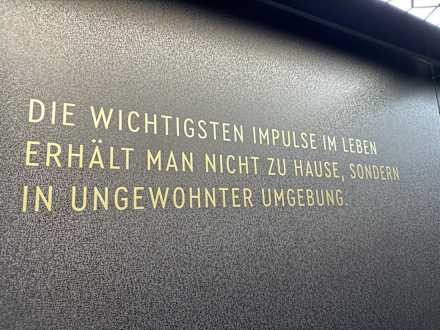 DIE WICHTIGSTEN IMPULSE IM LEBEN
ERHÄLT MAN NICHT ZU HAUSE, SONDERN
IN UNGEWOHNTER UMGEBUNG.